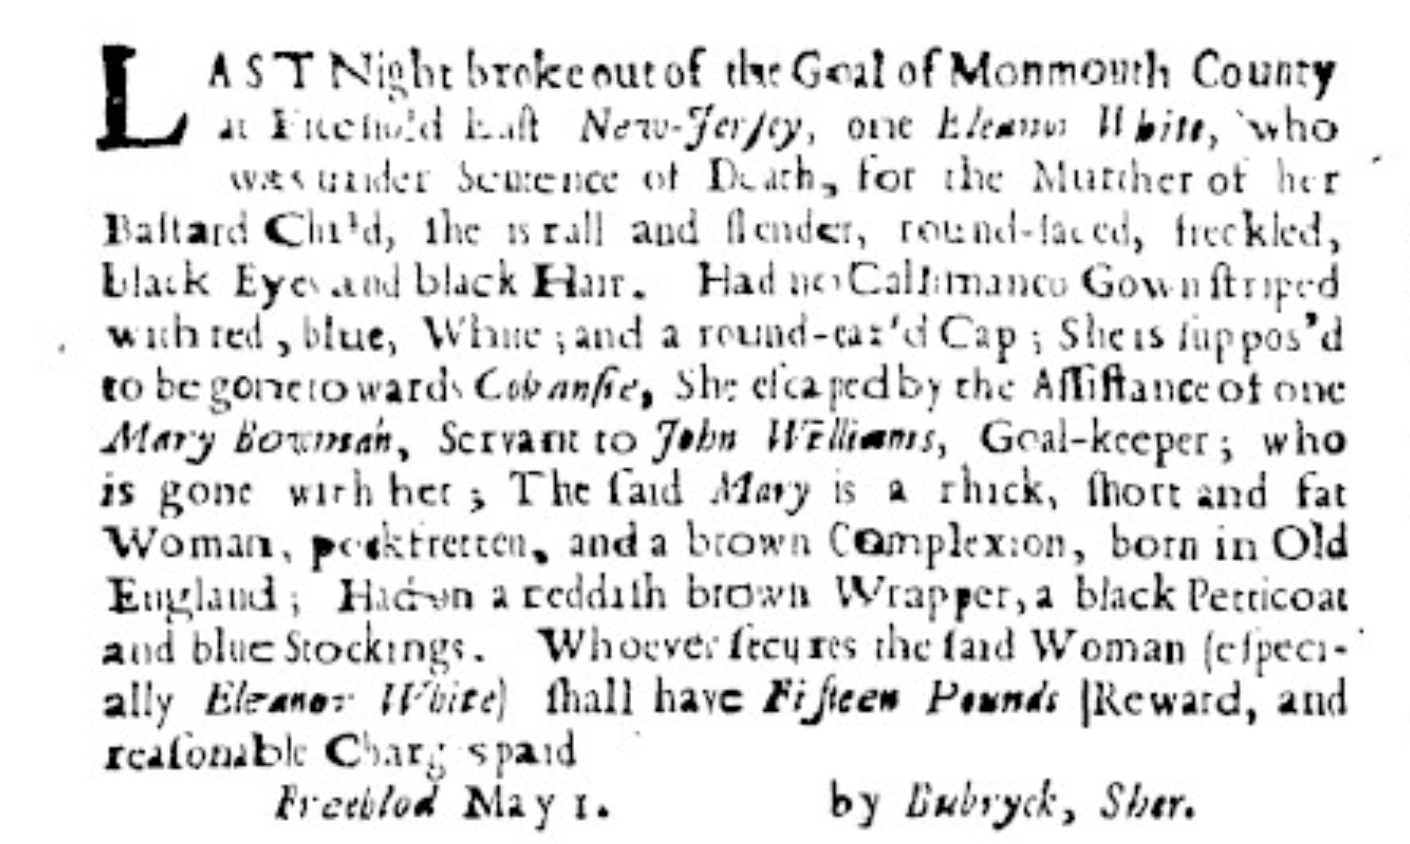 LAST Night broke out of the Goal of Monmouth County
at Freehold East New-Jerſey, one Eleanor White, who
was under Sentence of Death, for the Murther of her
Baſtard Child, ſhe is tall and ſlender, round-faced, freckled,
black Eyes and black Hair. Had on Callimanco Gown ſtriped
with red, blue, White; and a round-ear'd Cap; She is ſuppos'd
to be gone towards Cohanſie, She eſcaped by the Aſſiſtance of one
Mary Bowman, Servant to John Williams, Goal-keeper; who
is gone with her; The ſaid Mary is a thick, ſhort and fat
Woman, pockfretten, and a brown Complexion, born in Old
England; Had on a reddiſh brown Wrapper, a black Petticoat
and blue Stockings. Whoever ſecures the ſaid Woman (eſpeci-
ally Eleanor White) ſhall have Fifteen Pounds Reward, and
reaſonable Charg s paid
Freehlod May 1. by Sher.